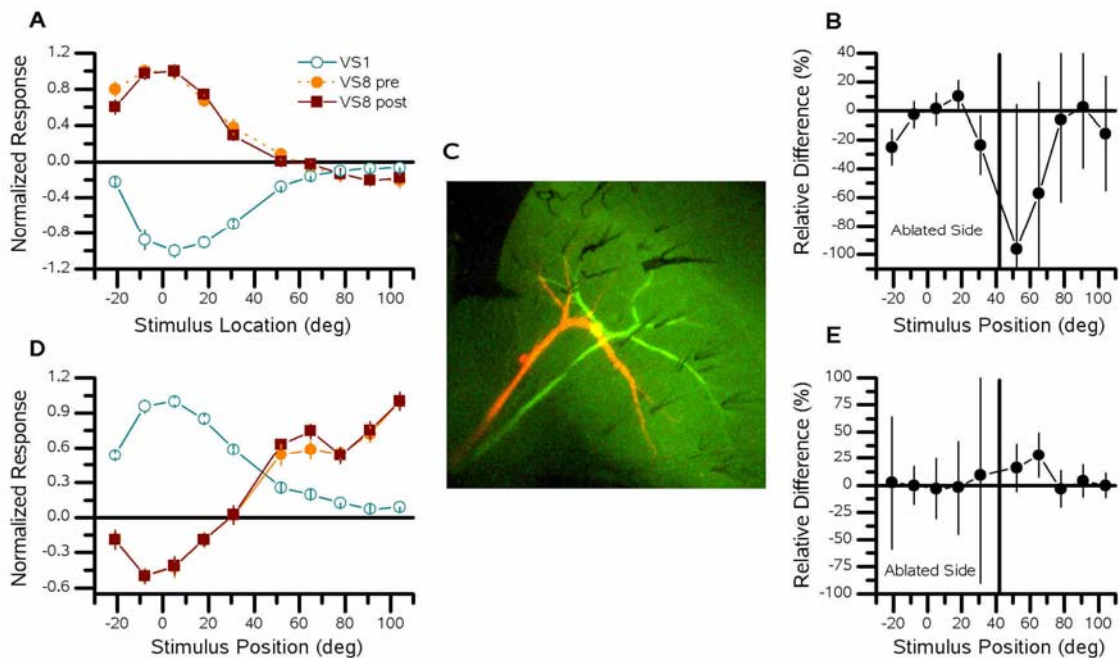 A
1.2
0.8
0.4
0.0
-0.4
-0.8
-1.2
Normalized Response
VS1
VS8 pre
VS8 post
-20 0 20 40 60 80 100
Stimulus Location (deg)
B
40
20
0
-20
-40
-60
-80
-100
Relative Difference (%)
Ablated Side
-20 0 20 40 60 80 100
Stimulus Position (deg)
C
D
1.2
0.9
0.6
0.3
0.0
-0.3
-0.6
Normalized Response
-20 0 20 40 60 80 100
Stimulus Position (deg)
E
100
75
50
25
0
-25
-50
-75
-100
Relative Difference (%)
Ablated Side
-20 0 20 40 60 80 100
Stimulus Position (deg)